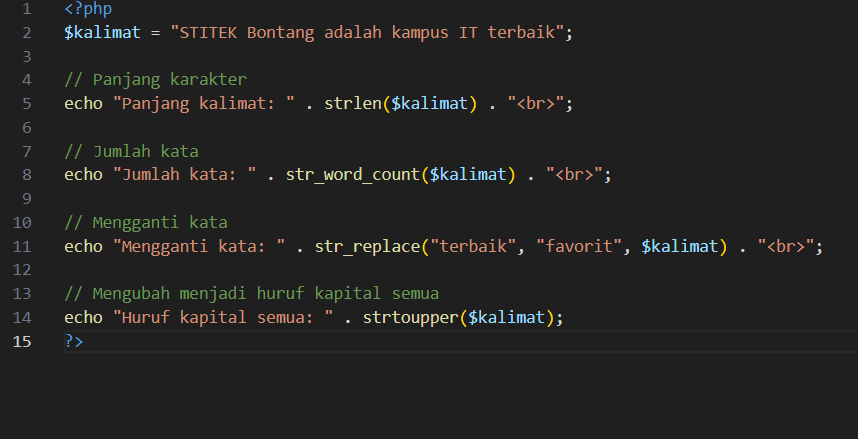 1 <?php
2 $kalimat = "STITEK Bontang adalah kampus IT terbaik";
3
4 // Panjang karakter
5 echo "Panjang kalimat: " . strlen($kalimat) . "<br>";
6
7 // Jumlah kata
8 echo "Jumlah kata: " . str_word_count($kalimat) . "<br>";
9
10 // Mengganti kata
11 echo "Mengganti kata: " . str_replace("terbaik", "favorit", $kalimat) . "<br>";
12
13 // Mengubah menjadi huruf kapital semua
14 echo "Huruf kapital semua: " . strtoupper($kalimat);
15 ?>